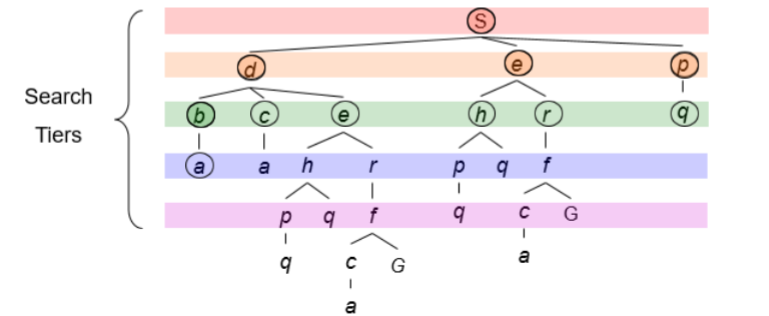 S
d e p
b c e h r q
Search
Tiers
a a h r p q f
p q f q c G
q c G a
a